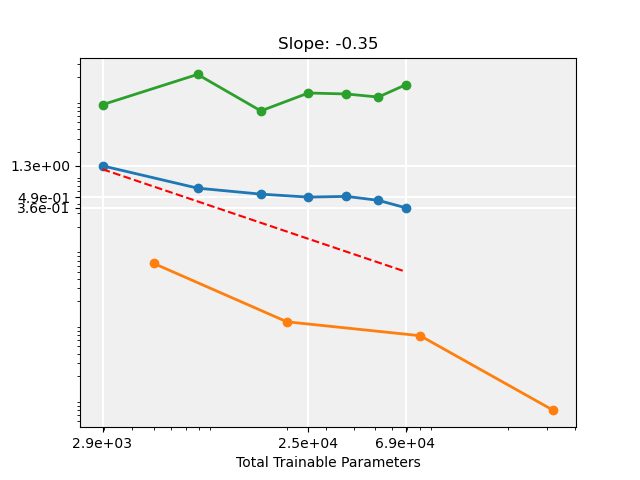 Slope: -0.35
1.3e+00
4.9e-01
3.6e-01
2.9e+03
2.5e+04
6.9e+04
Total Trainable Parameters